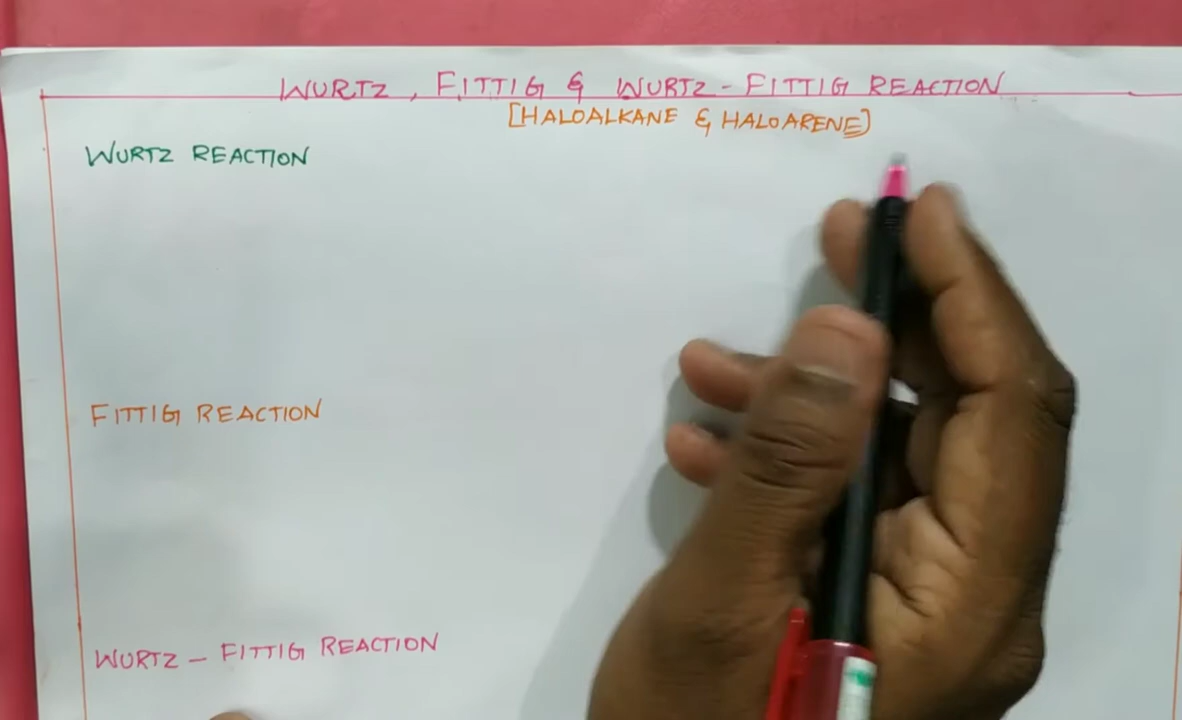 WURTZ, FITTIG & WURTZ - FITTIG REACTION
[HALOALKANE & HALOARENE]
WURTZ REACTION
FITTIG REACTION
WURTZ - FITTIG REACTION